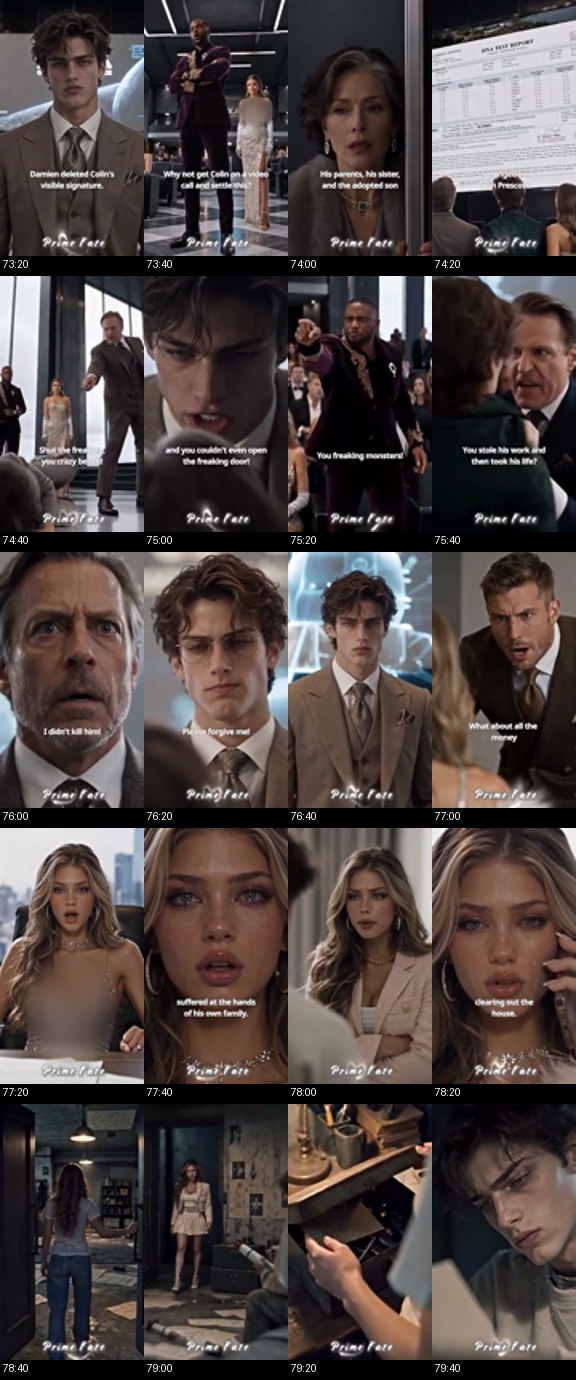 Damien deleted Colin's
visible signature.
Prime Fate
73:20
Why not get Colin on a video
call and settle this?
Prime Fate
73:40
His parents, his sister,
and the adopted son
Prime Fate
74:00
DNA TEST REPORT
Presco
Prime Fate
74:20
Shut the
you crazy
Prime Fate
74:40
and you couldn't even open
the freaking door!
Prime Fate
75:00
You freaking monsters!
Prime Fate
75:20
You stole his work and
then took his life?
Prime Fate
75:40
I didn't kill him!
Prime Fate
76:00
Please forgive me!
Prime Fate
76:20
Prime Fate
76:40
What about all the
money
Prime Fate
77:00
Prime Fate
77:20
suffered at the hands
of his own family.
Prime Fate
77:40
Prime Fate
78:00
clearing out the
house.
Prime Fate
78:20
Prime Fate
78:40
Prime Fate
79:00
Prime Fate
79:20
Prime Fate
79:40